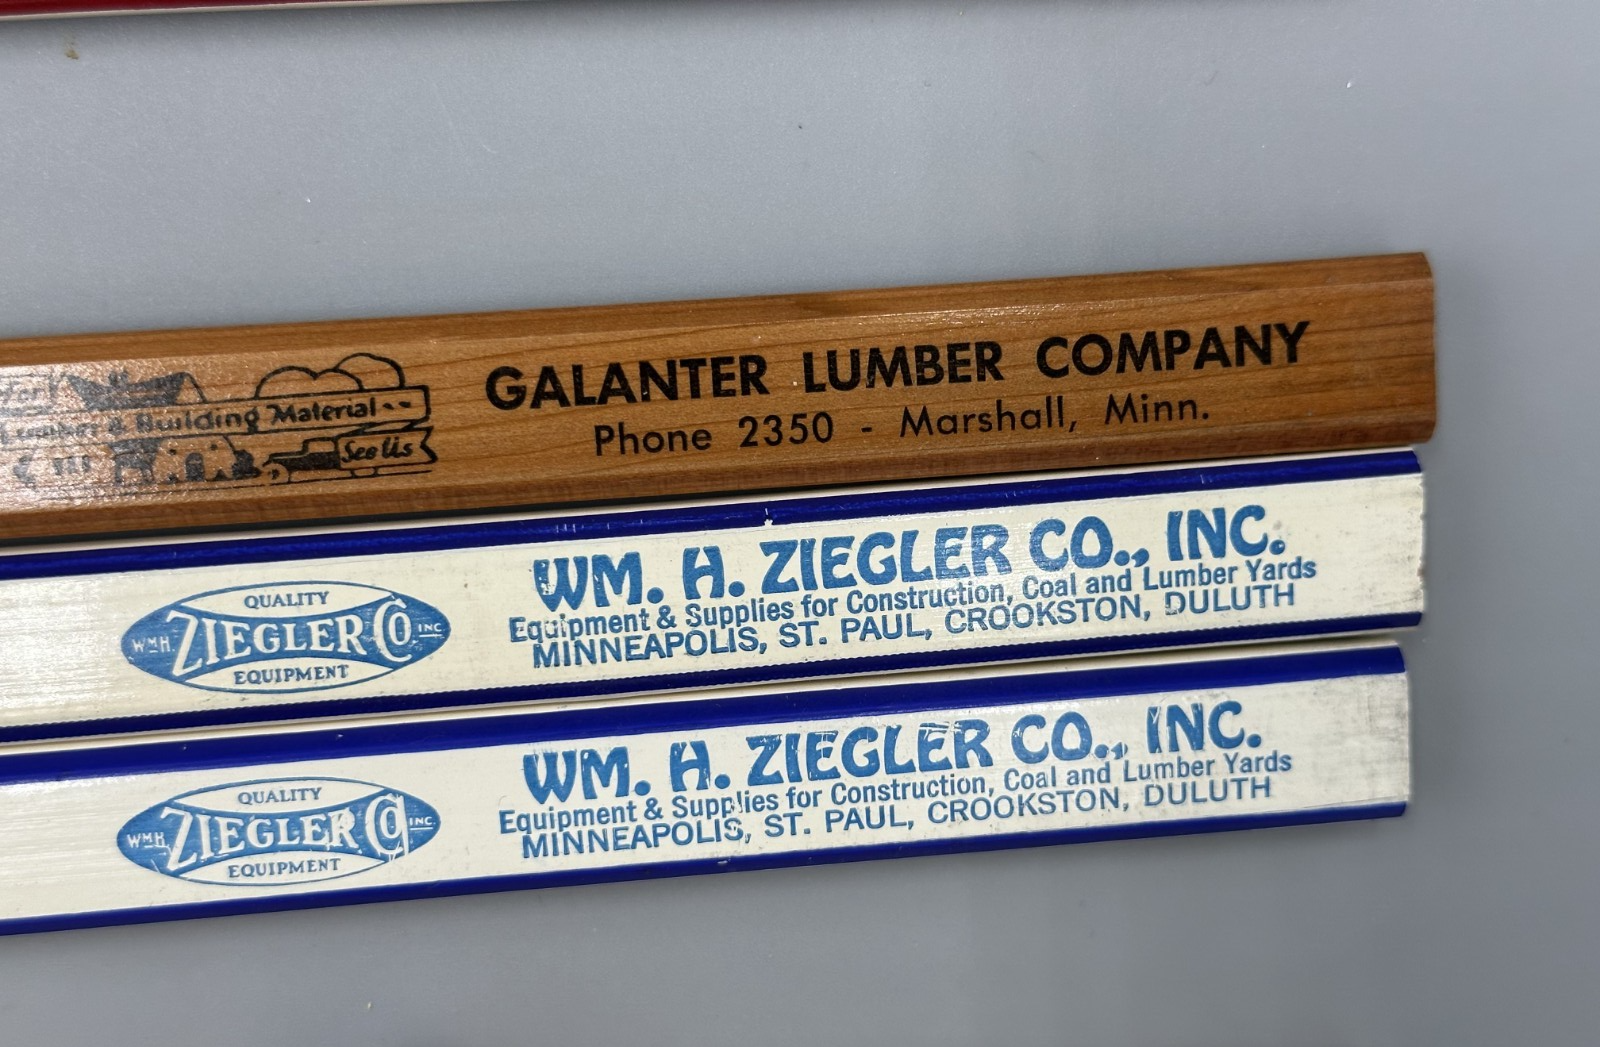 for
Lumber & Building Material --
See Us
GALANTER LUMBER COMPANY
Phone 2350 - Marshall, Minn.
QUALITY
WM. H. ZIEGLER CO. INC
EQUIPMENT
WM. H. ZIEGLER CO., INC.
Equipment & Supplies for Construction, Coal and Lumber Yards
MINNEAPOLIS, ST. PAUL, CROOKSTON, DULUTH
QUALITY
WM. H. ZIEGLER CO. INC
EQUIPMENT
WM. H. ZIEGLER CO., INC.
Equipment & Supplies for Construction, Coal and Lumber Yards
MINNEAPOLIS, ST. PAUL, CROOKSTON, DULUTH